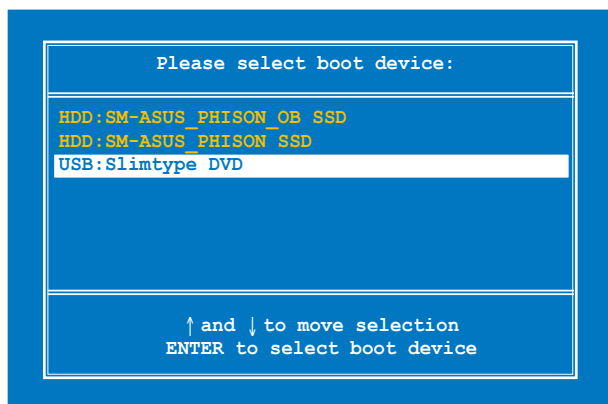 Please select boot device:
HDD:SM-ASUS_PHISON_OB SSD
HDD:SM-ASUS_PHISON SSD
USB:Slimtype DVD
↑ and ↓ to move selection
ENTER to select boot device